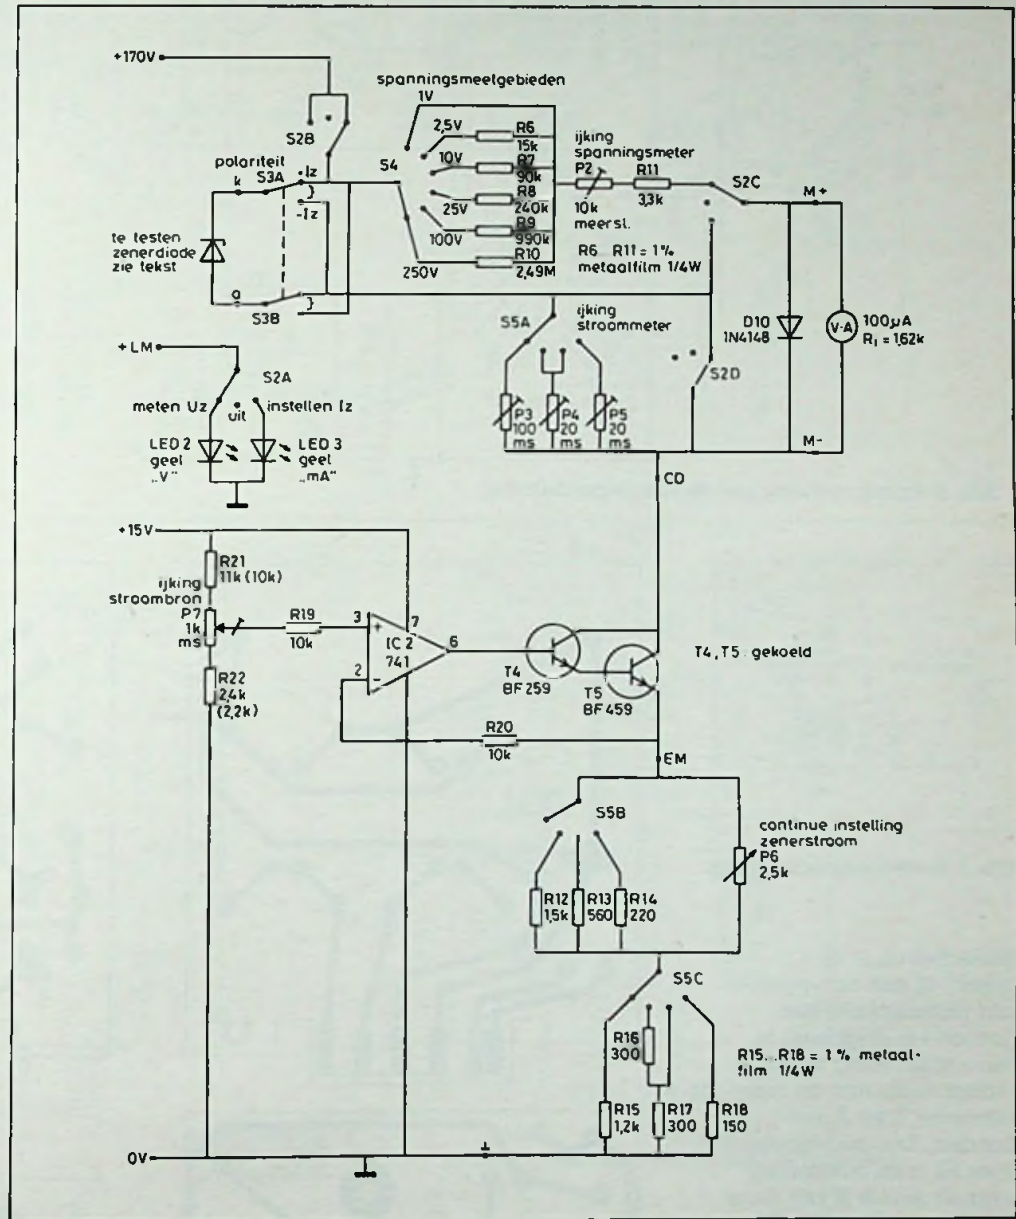 +170V
spanningsmeetgebieden
1V
S2B
2,5V
R6
15k
ijking
spanningsmeter
P2
R11
10k
meersl.
3,3k
S2C
M+
polariteit
S3A
k
Iz
-Iz
S4
10V
R7
90k
25V
R8
240k
100V
R9
990k
250V
R10
2,49M
R6...R11 = 1%
metaalfilm 1/4W
te testen
zenerdiode
zie tekst
a
S3B
S5A
ijking
stroommeter
D10
1N4148
V-A
100µA
Ri = 1,62k
+LM
S2A
meten Uz
uit
instellen Iz
LED 2
geel
„V"
LED 3
geel
„mA"
P3
100
ms
P4
20
ms
P5
20
ms
S2D
M-
CO
+15V
R21
11k (10k)
ijking
stroombron
P7
1k
ms
R19
10k
3
7
+
IC 2
741
2
-
6
R22
2,4k
(2,2k)
T4
BF259
T5
BF459
T4, T5 : gekoeld
R20
10k
EM
S5B
continue instelling
zenerstroom
P6
2,5k
R12
1,5k
R13
560
R14
220
S5C
R16
300
R15...R18 = 1% metaal-
film 1/4W
R15
1,2k
R17
300
R18
150
0V